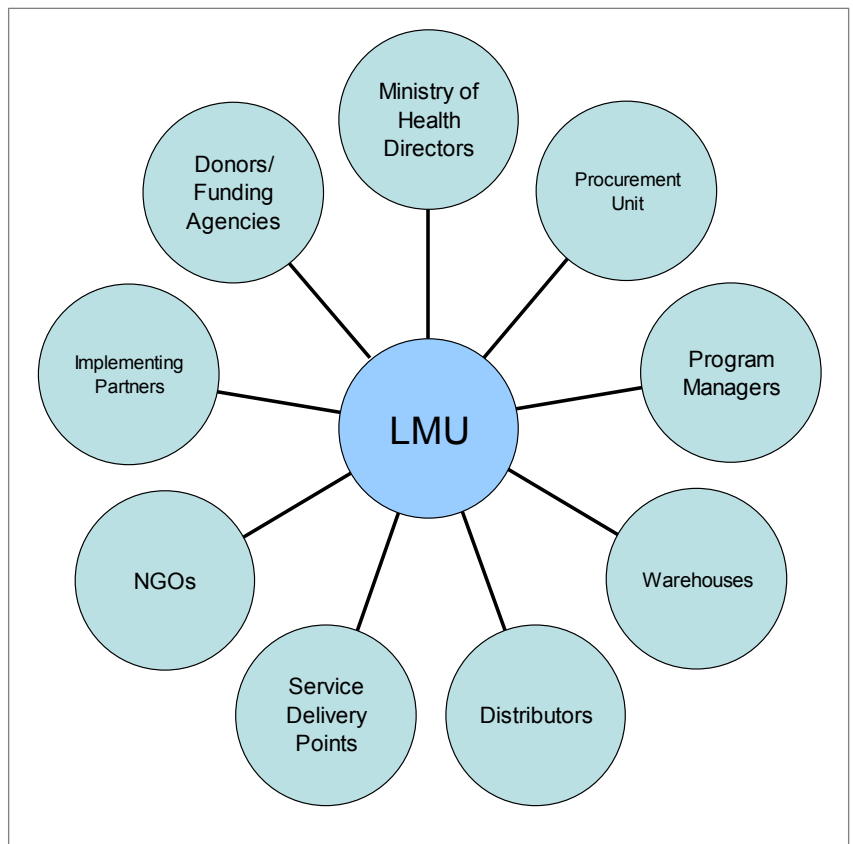 Ministry of
Health
Directors
Donors/
Funding
Agencies
Procurement
Unit
Implementing
Partners
Program
Managers
LMU
NGOs
Warehouses
Service
Delivery
Points
Distributors